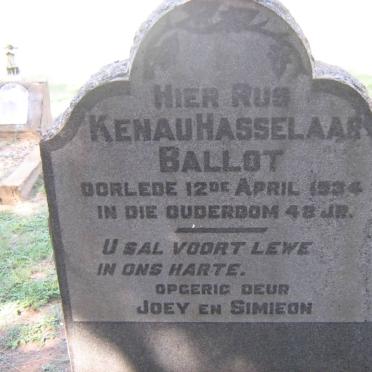 HIER RUS
KENAU HASSELAAR
BALLOT
OORLEDE 12DE APRIL 1934
IN DIE OUDERDOM 48 JR.
U SAL VOORT LEWE
IN ONS HARTE.
OPGERIG DEUR
JOEY EN SIMIEON